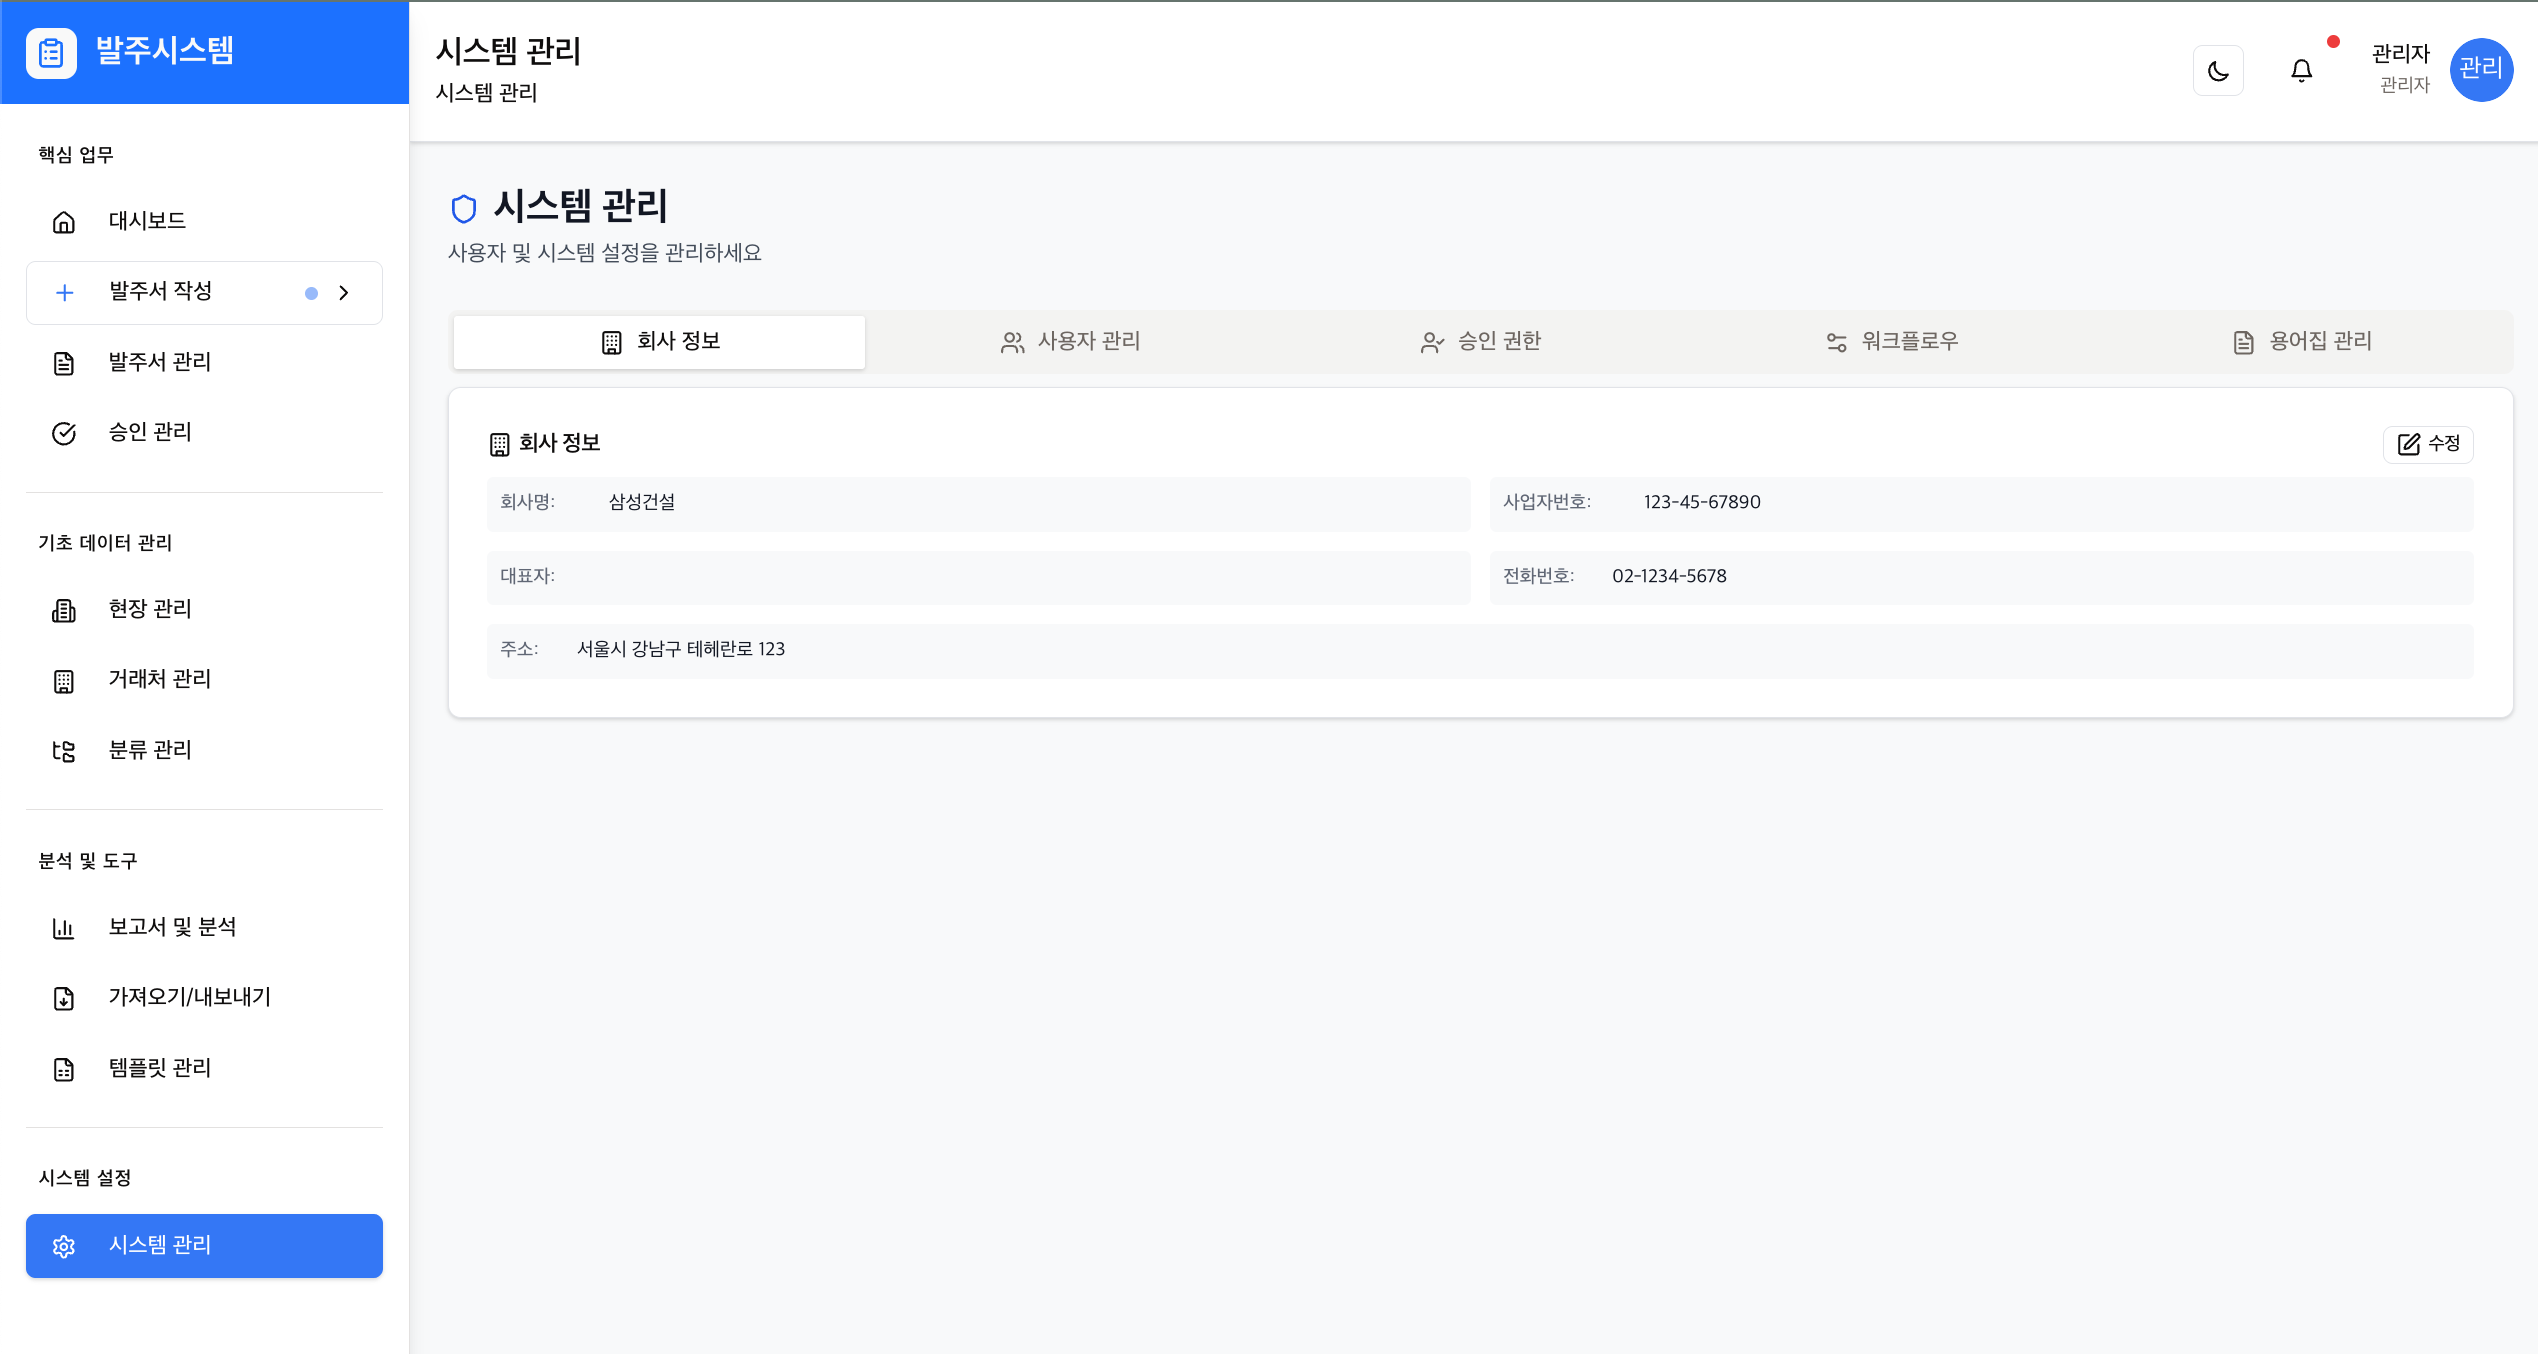 발주시스템
핵심 업무
대시보드
발주서 작성
발주서 관리
승인 관리
기초 데이터 관리
현장 관리
거래처 관리
분류 관리
분석 및 도구
보고서 및 분석
가져오기/내보내기
템플릿 관리
시스템 설정
시스템 관리
시스템 관리
시스템 관리
관리자
관리자
관리
시스템 관리
사용자 및 시스템 설정을 관리하세요
회사 정보 사용자 관리 승인 권한 워크플로우 용어집 관리
회사 정보 수정
회사명: 삼성건설 사업자번호: 123-45-67890
대표자: 전화번호: 02-1234-5678
주소: 서울시 강남구 테헤란로 123